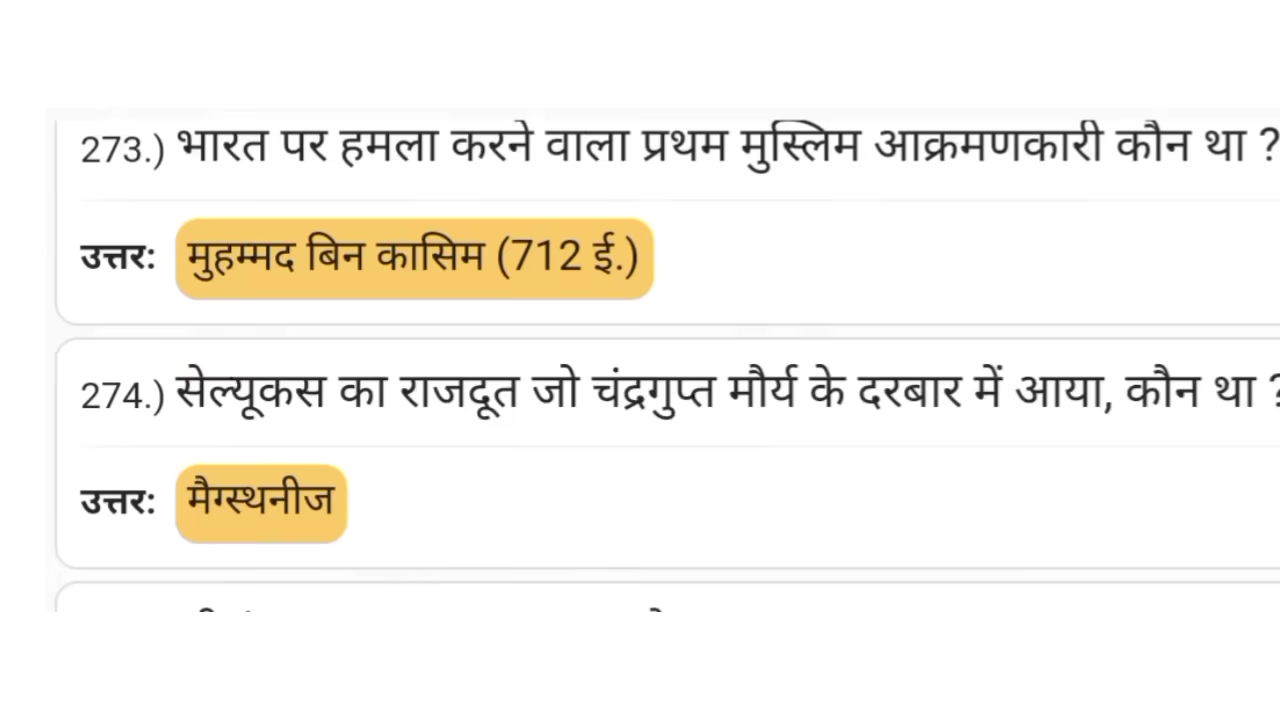 273.) भारत पर हमला करने वाला प्रथम मुस्लिम आक्रमणकारी कौन था ?
उत्तर: मुहम्मद बिन कासिम (712 ई.)
274.) सेल्यूकस का राजदूत जो चंद्रगुप्त मौर्य के दरबार में आया, कौन था ?
उत्तर: मैग्स्थनीज